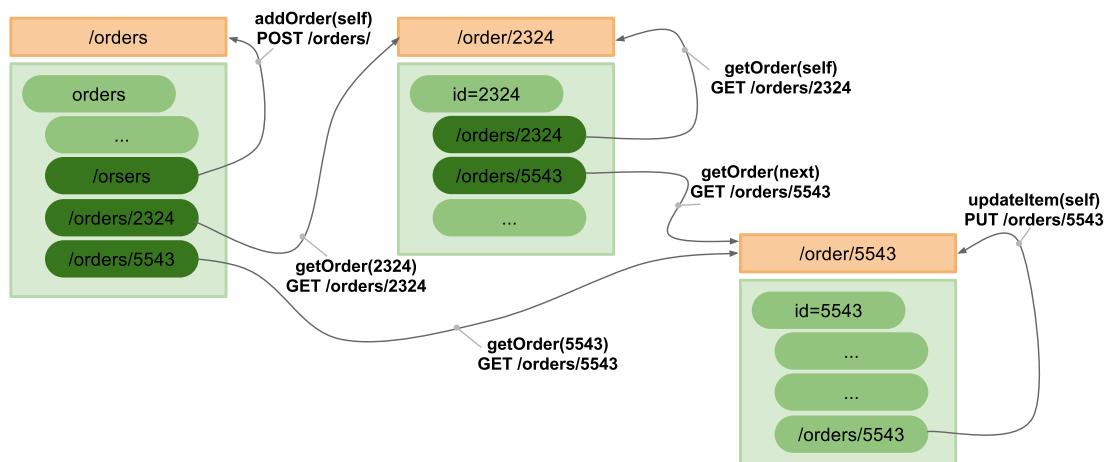 /orders
orders
...
/orsers
/orders/2324
/orders/5543
addOrder(self)
POST /orders/
getOrder(2324)
GET /orders/2324
getOrder(5543)
GET /orders/5543
/order/2324
id=2324
/orders/2324
/orders/5543
...
getOrder(self)
GET /orders/2324
getOrder(next)
GET /orders/5543
/order/5543
id=5543
...
...
/orders/5543
updateItem(self)
PUT /orders/5543